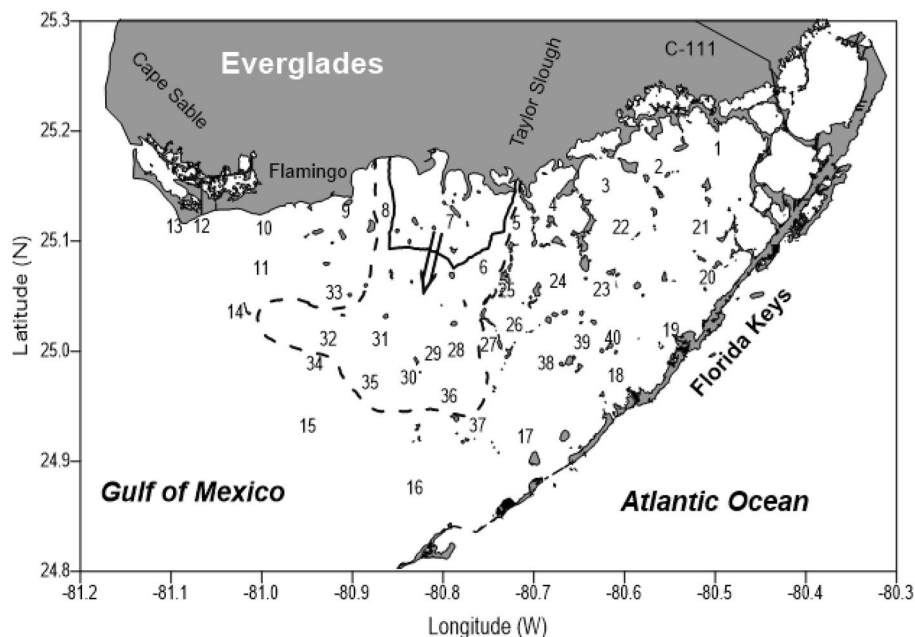 25.3
C-111
Everglades
Cape Sable
Taylor Slough
25.2
1
2
Flamingo
3
9 8 7 5 4
13 12 10 22 21
25.1
11 6
24 20
33 25 23
14
26
32 31 27 39 40 19
25.0
34 29 28 38
35 30 18
36
Florida Keys
15 37 17
24.9
16
Gulf of Mexico
Atlantic Ocean
24.8
-81.2 -81.1 -81.0 -80.9 -80.8 -80.7 -80.6 -80.5 -80.4 -80.3
Latitude (N)
Longitude (W)